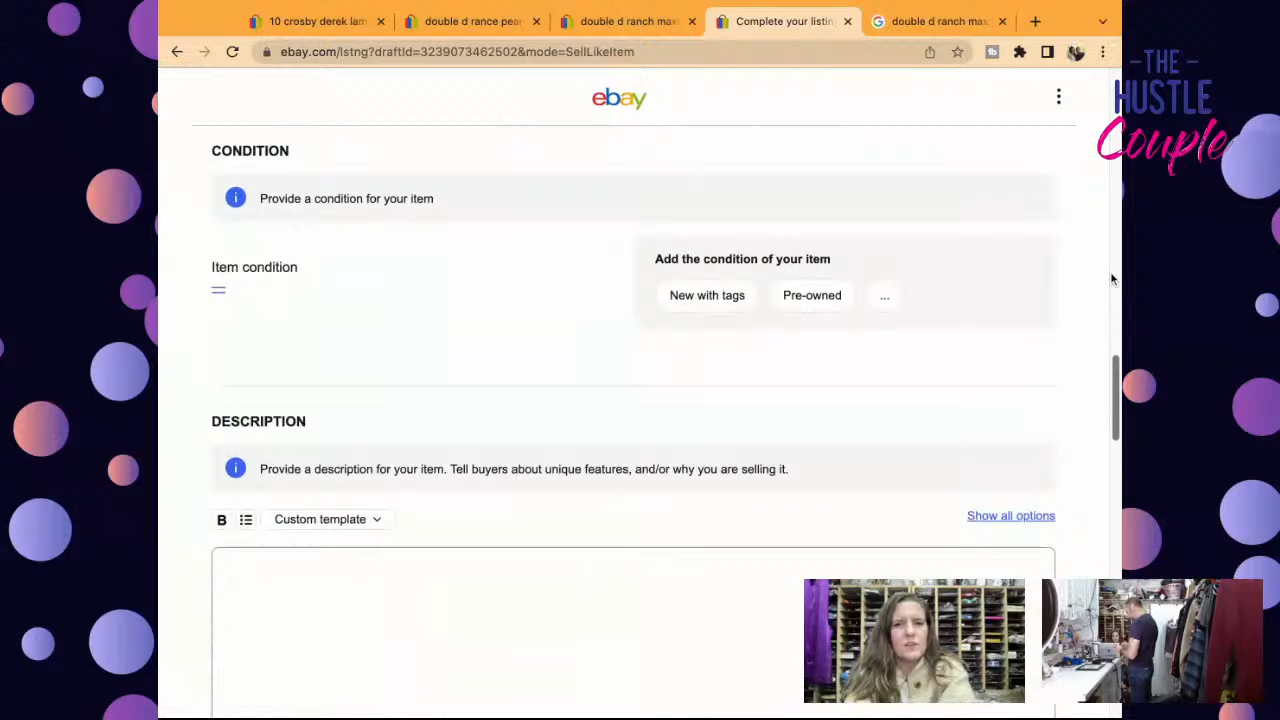 10 crosby derek lam
double d rance pea
double d ranch max
Complete your listing
double d ranch max
ebay.com/lstng?draftId=3239073462502&mode=SellLikeItem
-THE-
HUSTLE
Couple
ebay
CONDITION
Provide a condition for your item
Item condition
Add the condition of your item
New with tags
Pre-owned
...
DESCRIPTION
Provide a description for your item. Tell buyers about unique features, and/or why you are selling it.
B
Custom template
Show all options